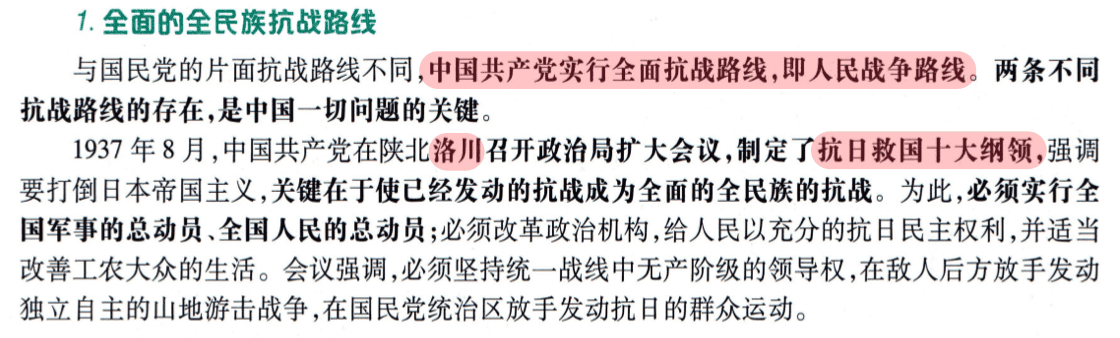 1. 全面的全民族抗战路线
与国民党的片面抗战路线不同,中国共产党实行全面抗战路线,即人民战争路线。两条不同
抗战路线的存在,是中国一切问题的关键。
1937 年 8 月,中国共产党在陕北洛川召开政治局扩大会议,制定了抗日救国十大纲领,强调
要打倒日本帝国主义,关键在于使已经发动的抗战成为全面的全民族的抗战。为此,必须实行全
国军事的总动员、全国人民的总动员;必须改革政治机构,给人民以充分的抗日民主权利,并适当
改善工农大众的生活。会议强调,必须坚持统一战线中无产阶级的领导权,在敌人后方放手发动
独立自主的山地游击战争,在国民党统治区放手发动抗日的群众运动。